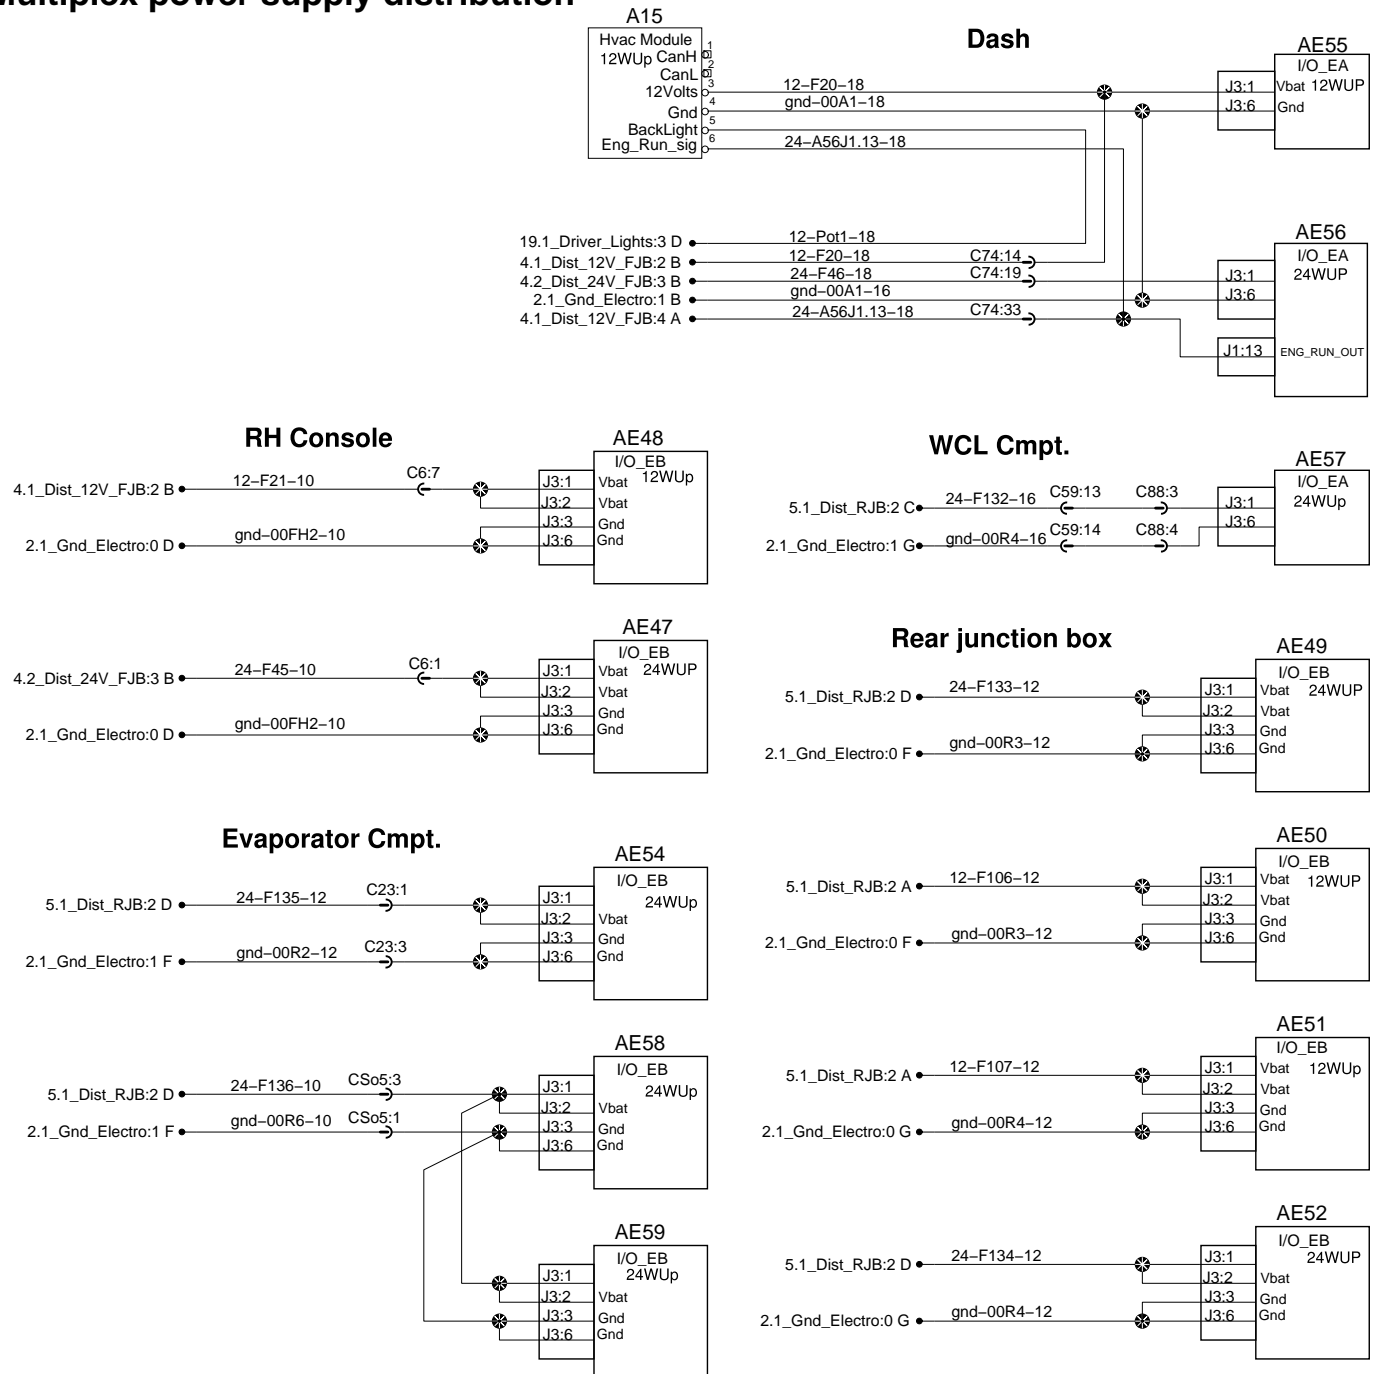 Multiplex power supply distribution
A15
Hvac Module
12WUp
CanH 1
CanL 2
12Volts 3
Gnd 4
BackLight 5
Eng_Run_sig 6
12–F20–18
gnd–00A1–18
24–A56J1.13–18
Dash
AE55
I/O_EA
J3:1 Vbat 12WUP
J3:6 Gnd
19.1_Driver_Lights:3 D 12–Pot1–18
4.1_Dist_12V_FJB:2 B 12–F20–18 C74:14
4.2_Dist_24V_FJB:3 B 24–F46–18 C74:19
2.1_Gnd_Electro:1 B gnd–00A1–16
4.1_Dist_12V_FJB:4 A 24–A56J1.13–18 C74:33
AE56
I/O_EA
24WUP
J3:1
J3:6
J1:13 ENG_RUN_OUT
RH Console
4.1_Dist_12V_FJB:2 B 12–F21–10 C6:7
2.1_Gnd_Electro:0 D gnd–00FH2–10
AE48
I/O_EB
12WUp
J3:1 Vbat
J3:2 Vbat
J3:3 Gnd
J3:6 Gnd
WCL Cmpt.
5.1_Dist_RJB:2 C 24–F132–16 C59:13 C88:3
2.1_Gnd_Electro:1 G gnd–00R4–16 C59:14 C88:4
AE57
I/O_EA
24WUp
J3:1
J3:6
4.2_Dist_24V_FJB:3 B 24–F45–10 C6:1
2.1_Gnd_Electro:0 D gnd–00FH2–10
AE47
I/O_EB
24WUP
J3:1 Vbat
J3:2 Vbat
J3:3 Gnd
J3:6 Gnd
Rear junction box
5.1_Dist_RJB:2 D 24–F133–12
2.1_Gnd_Electro:0 F gnd–00R3–12
AE49
I/O_EB
J3:1 Vbat 24WUP
J3:2 Vbat
J3:3 Gnd
J3:6 Gnd
Evaporator Cmpt.
5.1_Dist_RJB:2 D 24–F135–12 C23:1
2.1_Gnd_Electro:1 F gnd–00R2–12 C23:3
AE54
I/O_EB
J3:1 24WUp
J3:2 Vbat
J3:3 Gnd
J3:6 Gnd
5.1_Dist_RJB:2 A 12–F106–12
2.1_Gnd_Electro:0 F gnd–00R3–12
AE50
I/O_EB
J3:1 Vbat 12WUP
J3:2 Vbat
J3:3 Gnd
J3:6 Gnd
5.1_Dist_RJB:2 D 24–F136–10 CSo5:3
2.1_Gnd_Electro:1 F gnd–00R6–10 CSo5:1
AE58
I/O_EB
J3:1 24WUp
J3:2 Vbat
J3:3 Gnd
J3:6 Gnd
5.1_Dist_RJB:2 A 12–F107–12
2.1_Gnd_Electro:0 G gnd–00R4–12
AE51
I/O_EB
J3:1 Vbat 12WUp
J3:2 Vbat
J3:3 Gnd
J3:6 Gnd
AE59
I/O_EB
J3:1 24WUp
J3:2 Vbat
J3:3 Gnd
J3:6 Gnd
5.1_Dist_RJB:2 D 24–F134–12
2.1_Gnd_Electro:0 G gnd–00R4–12
AE52
I/O_EB
J3:1 24WUP
J3:2 Vbat
J3:3 Gnd
J3:6 Gnd